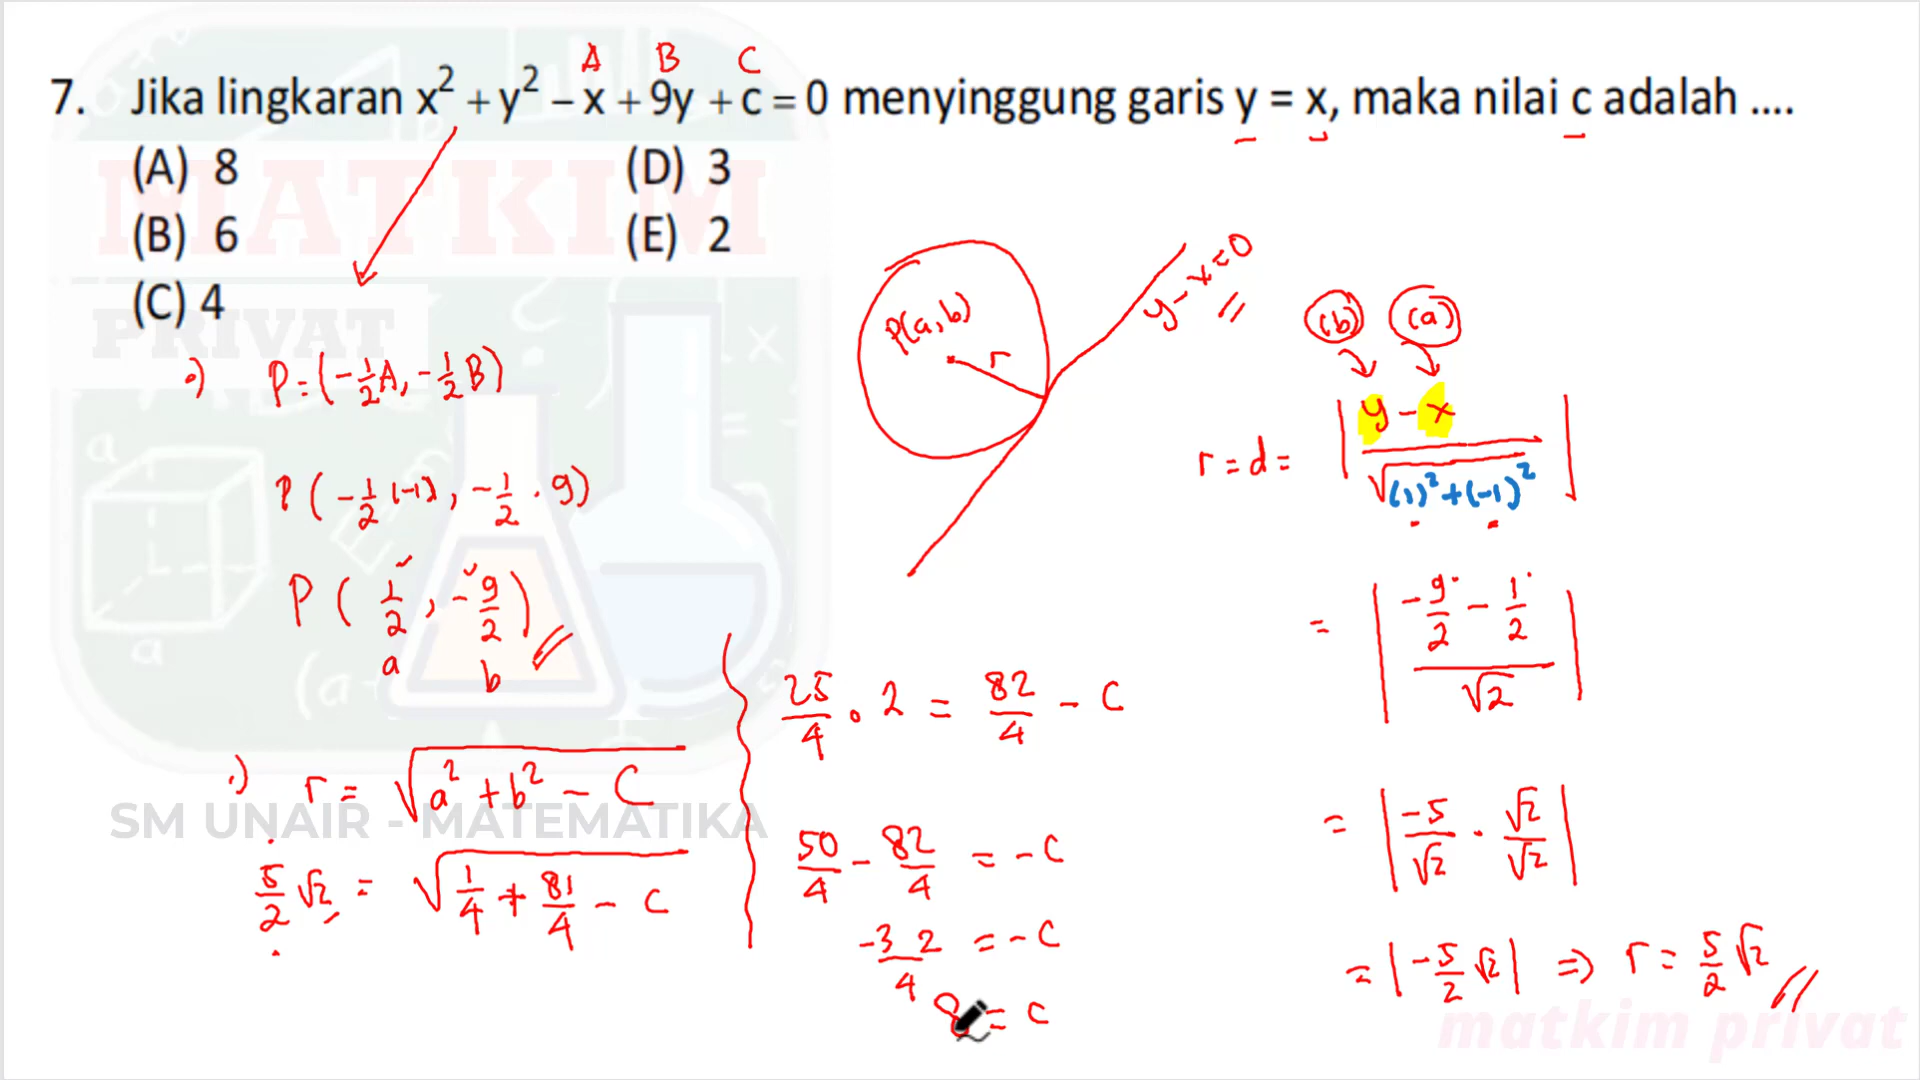 A B C
7. Jika lingkaran x² + y² – x + 9y + c = 0 menyinggung garis y = x, maka nilai c adalah ....
(A) 8
(B) 6
(C) 4
(D) 3
(E) 2
MATKIM
PRIVAT
•) P = (-1/2 A, -1/2 B)
P (-1/2 (-1), -1/2 . 9)
P ( 1/2 , -9/2 )
a b
•) r = √(a² + b² - C)
SM UNAIR - MATEMATIKA
5/2 √2 = √(1/4 + 81/4 - C)
25/4 . 2 = 82/4 - C
50/4 - 82/4 = -C
-32/4 = -C
8 = C
P(a,b)
r
y - x = 0
(b) (a)
r = d = | y - x / √((1)² + (-1)²) |
= | -9/2 - 1/2 / √2 |
= | -5/√2 . √2/√2 |
= | -5/2 √2 | ⇒ r = 5/2 √2
matkim privat
a
a
(a
x